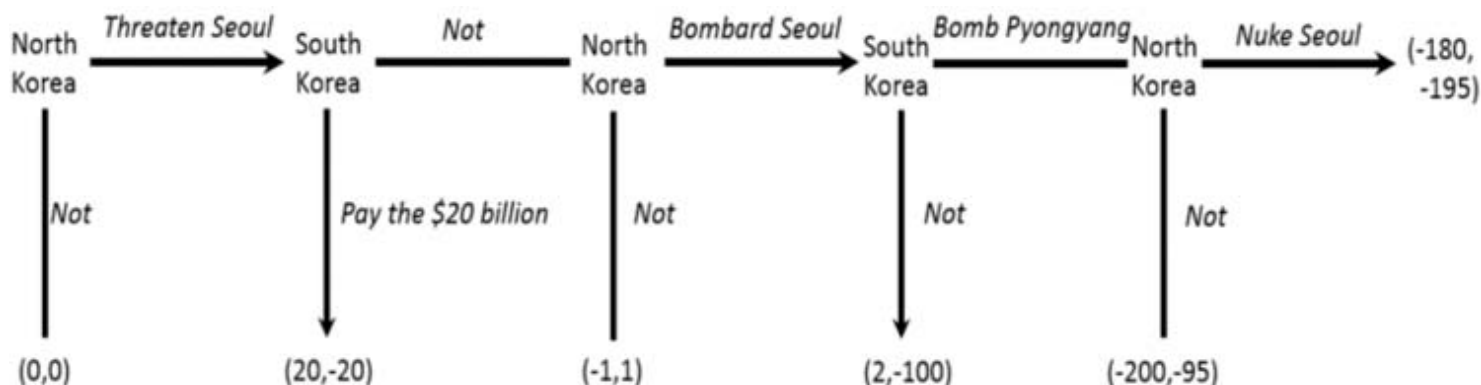 Threaten Seoul Not Bombard Seoul Bomb Pyongyang Nuke Seoul
North South North South North (-180,
Korea Korea Korea Korea Korea -195)
Not Pay the $20 billion Not Not Not
(0,0) (20,-20) (-1,1) (2,-100) (-200,-95)